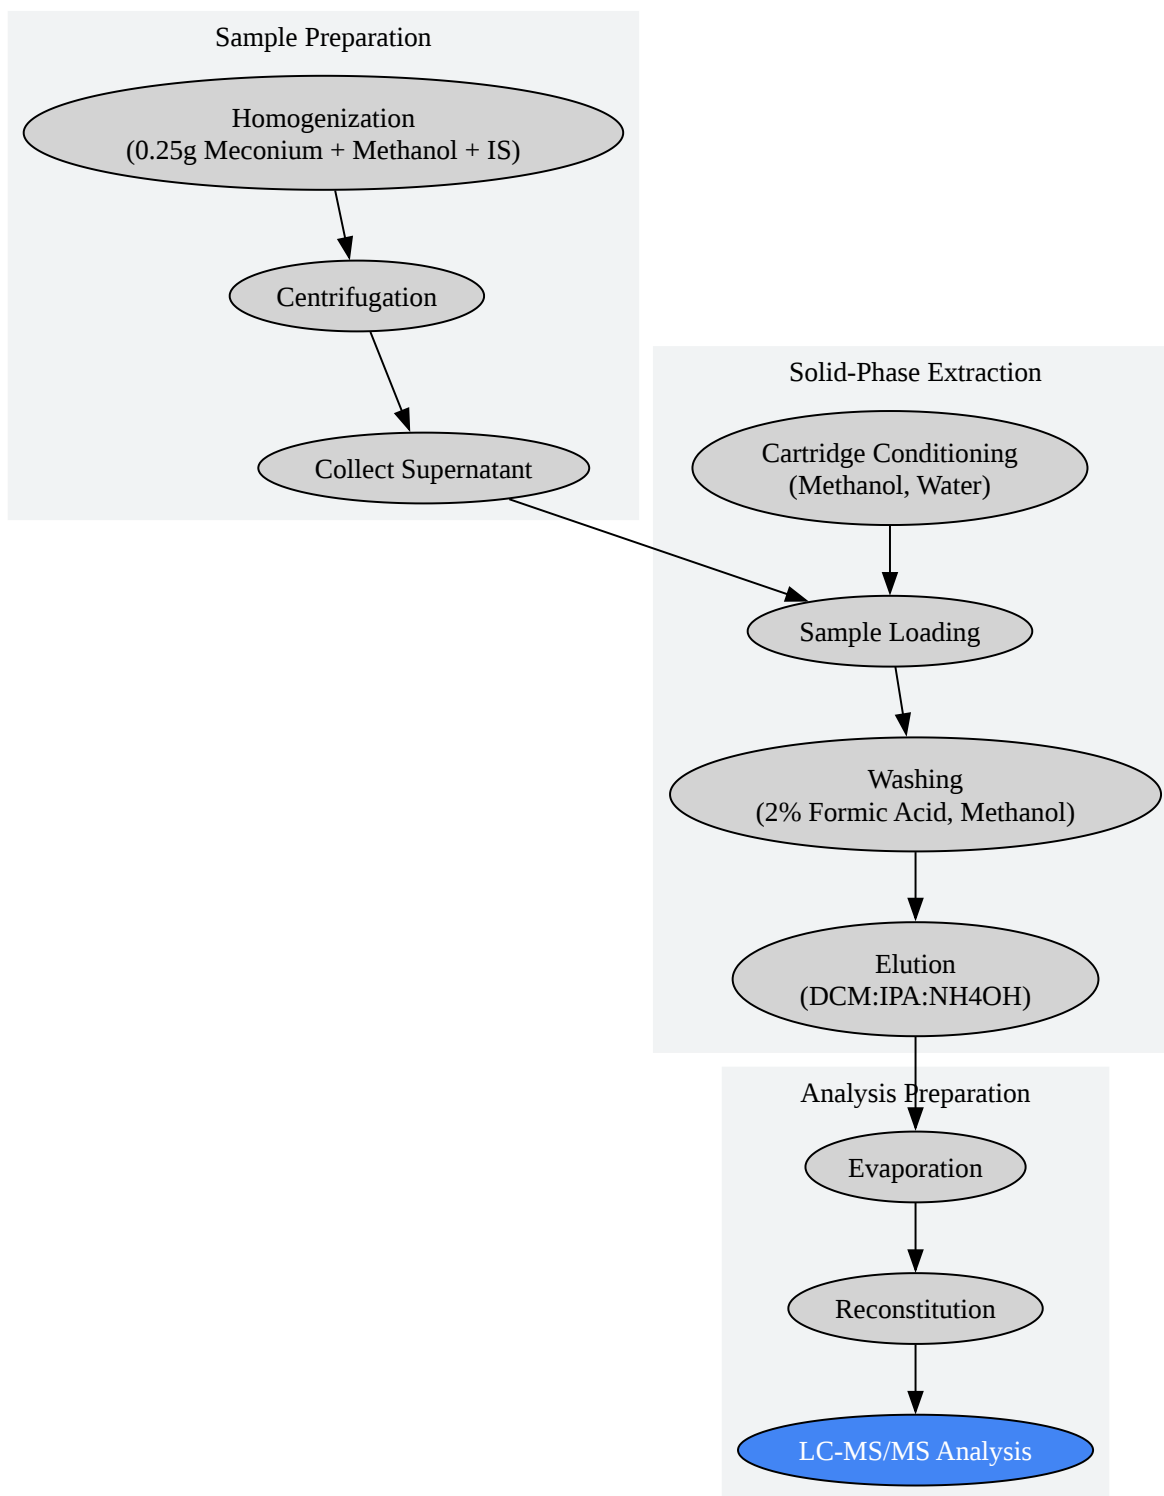 Sample Preparation
Homogenization
(0.25g Meconium + Methanol + IS)
Centrifugation
Collect Supernatant
Solid-Phase Extraction
Cartridge Conditioning
(Methanol, Water)
Sample Loading
Washing
(2% Formic Acid, Methanol)
Elution
(DCM:IPA:NH4OH)
Analysis Preparation
Evaporation
Reconstitution
LC-MS/MS Analysis